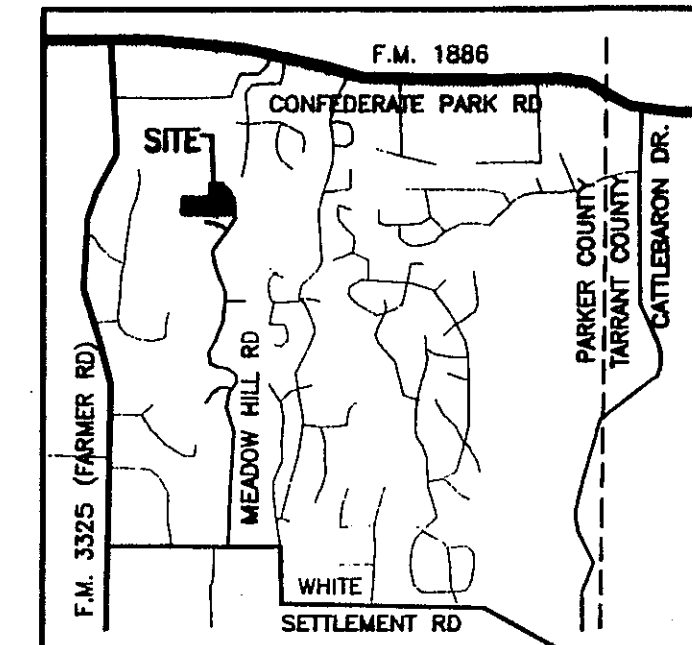 F.M. 1886
CONFEDERATE PARK RD
SITE
PARKER COUNTY
TARRANT COUNTY
CATTLEBARON DR.
F.M. 3325 (FARMER RD)
MEADOW HILL RD
WHITE
SETTLEMENT RD